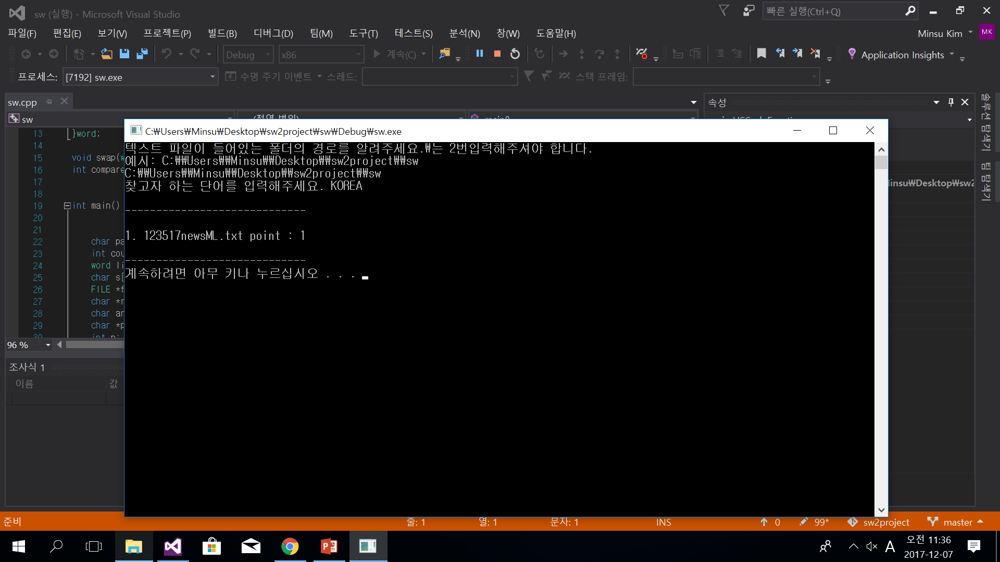 sw (실행) - Microsoft Visual Studio
빠른 실행(Ctrl+Q)
파일(F) 편집(E) 보기(V) 프로젝트(P) 빌드(B) 디버그(D) 팀(M) 도구(T) 테스트(S) 분석(N) 창(W) 도움말(H)
Minsu Kim MK
Debug x86 계속(C) Application Insights
프로세스: [7192] sw.exe 수명 주기 이벤트 스레드: 스택 프레임:
sw.cpp
속성
솔루션 탐색기
팀 탐색기
sw (전역 범위) main()
C:₩Users₩Minsu₩Desktop₩sw2project₩sw₩Debug₩sw.exe
텍스트 파일이 들어있는 폴더의 경로를 알려주세요.₩는 2번입력해주셔야 합니다.
예시: C:₩₩Users₩₩Minsu₩₩Desktop₩₩sw2project₩₩sw
C:₩₩Users₩₩Minsu₩₩Desktop₩₩sw2project₩₩sw
찾고자 하는 단어를 입력해주세요. KOREA
-----------------------------
1. 123517newsML.txt point : 1
-----------------------------
계속하려면 아무 키나 누르십시오 . . .
13 }word;
14
15 void swap(w
16 int compare
17
18
19 int main()
20
21
22 char pa
23 int cou
24 word li
25 char s[
26 FILE *f
27 char *r
28 char ar
29 char *p
30
insu₩Desktop₩sw2
96 %
조사식 1
이름 값
준비 줄: 1 열: 1 문자: 1 INS 0 99* sw2project master
A
오전 11:36
2017-12-07